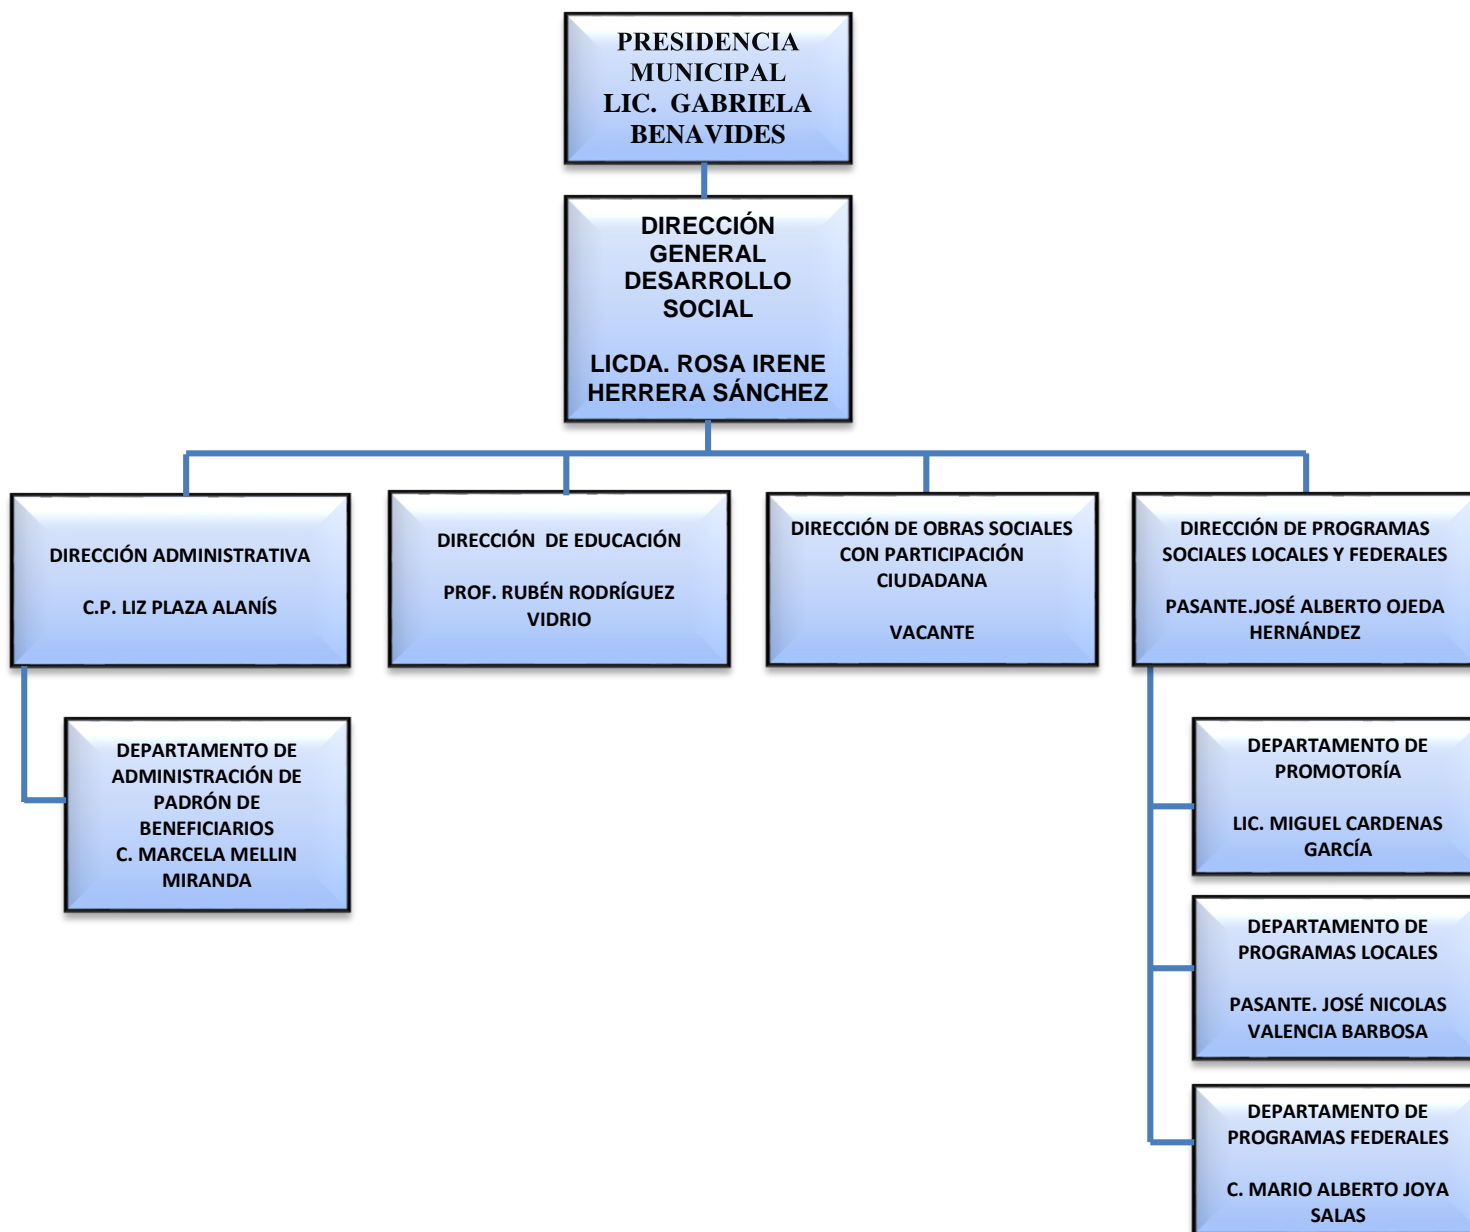 PRESIDENCIA
MUNICIPAL
LIC. GABRIELA
BENAVIDES
DIRECCIÓN
GENERAL
DESARROLLO
SOCIAL
LICDA. ROSA IRENE
HERRERA SÁNCHEZ
DIRECCIÓN ADMINISTRATIVA
C.P. LIZ PLAZA ALANÍS
DIRECCIÓN DE EDUCACIÓN
PROF. RUBÉN RODRÍGUEZ
VIDRIO
DIRECCIÓN DE OBRAS SOCIALES
CON PARTICIPACIÓN
CIUDADANA
VACANTE
DIRECCIÓN DE PROGRAMAS
SOCIALES LOCALES Y FEDERALES
PASANTE.JOSÉ ALBERTO OJEDA
HERNÁNDEZ
DEPARTAMENTO DE
ADMINISTRACIÓN DE
PADRÓN DE
BENEFICIARIOS
C. MARCELA MELLIN
MIRANDA
DEPARTAMENTO DE
PROMOTORÍA
LIC. MIGUEL CARDENAS
GARCÍA
DEPARTAMENTO DE
PROGRAMAS LOCALES
PASANTE. JOSÉ NICOLAS
VALENCIA BARBOSA
DEPARTAMENTO DE
PROGRAMAS FEDERALES
C. MARIO ALBERTO JOYA
SALAS